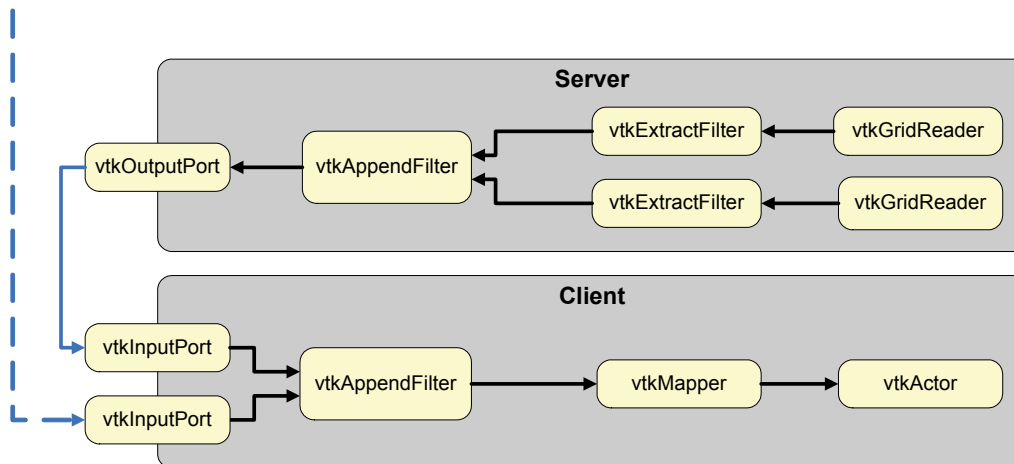 Server
vtkOutputPort
vtkAppendFilter
vtkExtractFilter
vtkGridReader
vtkExtractFilter
vtkGridReader
Client
vtkInputPort
vtkInputPort
vtkAppendFilter
vtkMapper
vtkActor